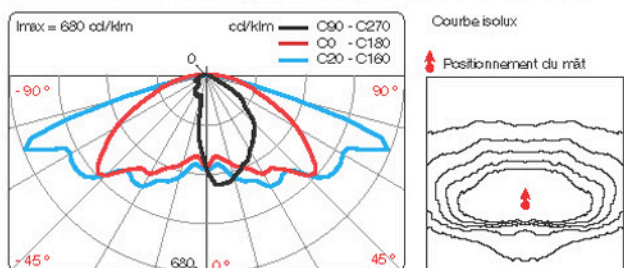 Imax = 680 cd/klm
cd/klm
C90 - C270
C0 - C180
C20 - C160
0
-90°
90°
-45°
680
0°
45°
Courbe isolux
Positionnement du mât